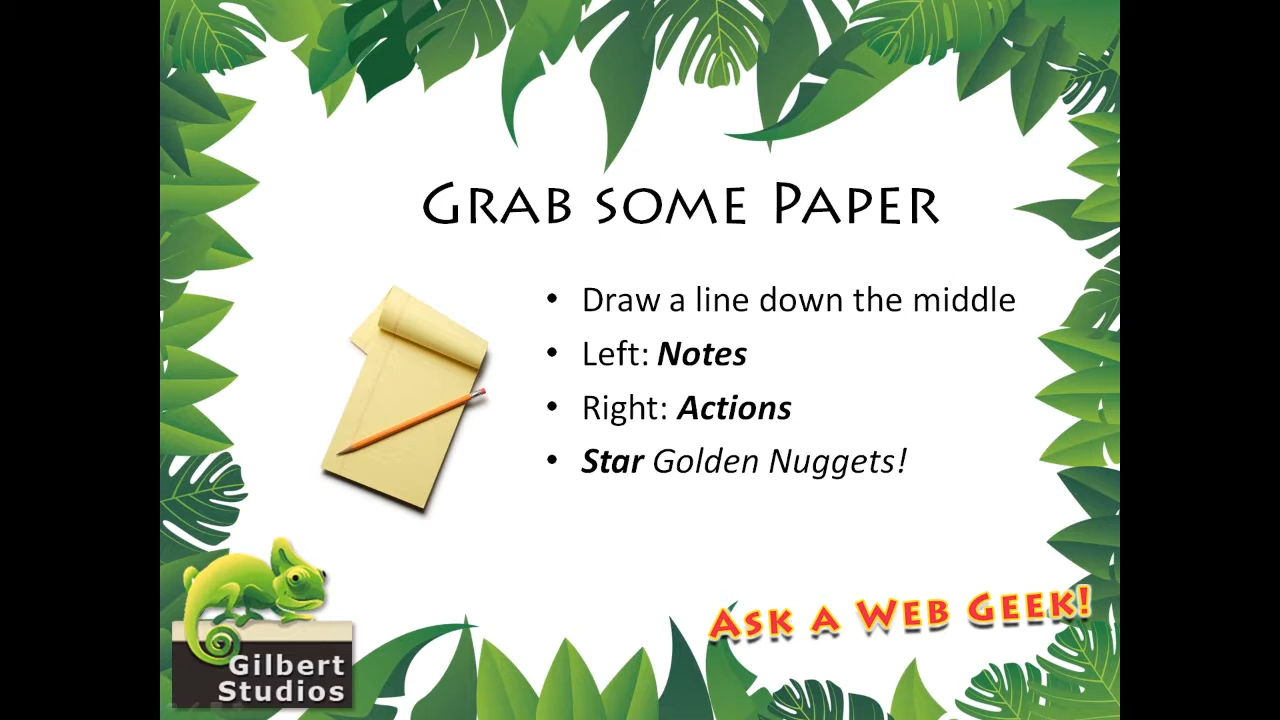 Grab some Paper
• Draw a line down the middle
• Left: Notes
• Right: Actions
• Star Golden Nuggets!
Ask a Web Geek!
Gilbert
Studios